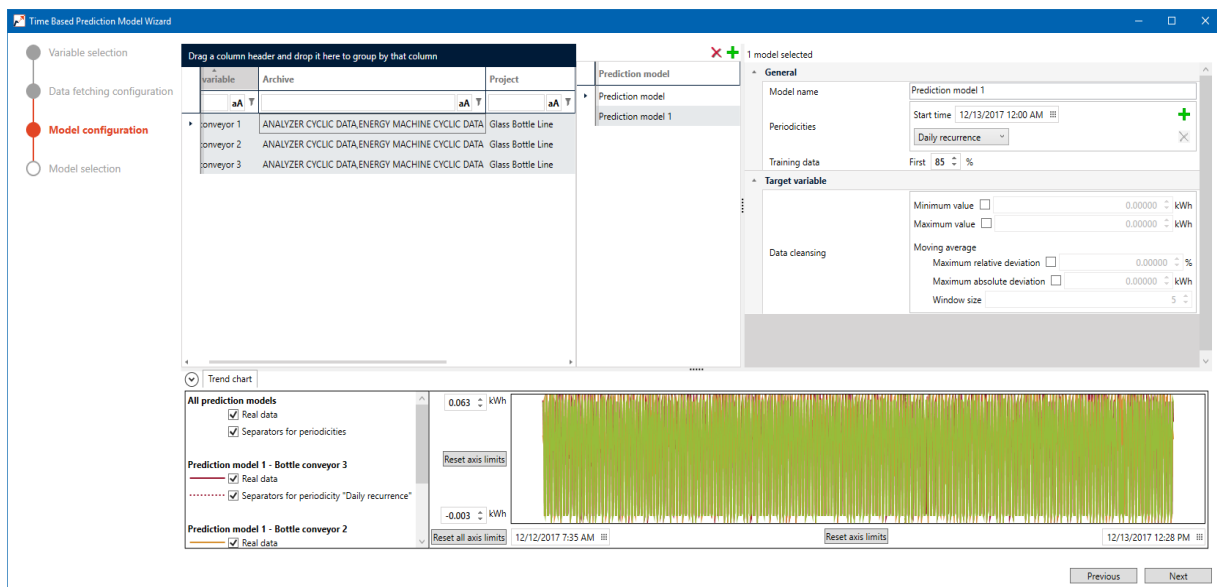 Time Based Prediction Model Wizard
Variable selection
Data fetching configuration
Model configuration
Model selection
Drag a column header and drop it here to group by that column
variable Archive Project
aA aA aA
conveyor 1 ANALYZER CYCLIC DATA,ENERGY MACHINE CYCLIC DATA Glass Bottle Line
conveyor 2 ANALYZER CYCLIC DATA,ENERGY MACHINE CYCLIC DATA Glass Bottle Line
conveyor 3 ANALYZER CYCLIC DATA,ENERGY MACHINE CYCLIC DATA Glass Bottle Line
Prediction model
Prediction model
Prediction model 1
1 model selected
General
Model name Prediction model 1
Periodicities Start time 12/13/2017 12:00 AM
Daily recurrence
Training data First 85 %
Target variable
Data cleansing
Minimum value 0.00000 kWh
Maximum value 0.00000 kWh
Moving average
Maximum relative deviation 0.00000 %
Maximum absolute deviation 0.00000 kWh
Window size 5
Trend chart
All prediction models
Real data
Separators for periodicities
Prediction model 1 - Bottle conveyor 3
Real data
Separators for periodicity "Daily recurrence"
Prediction model 1 - Bottle conveyor 2
Real data
0.063 kWh
Reset axis limits
-0.003 kWh
Reset all axis limits 12/12/2017 7:35 AM Reset axis limits 12/13/2017 12:28 PM
Previous Next